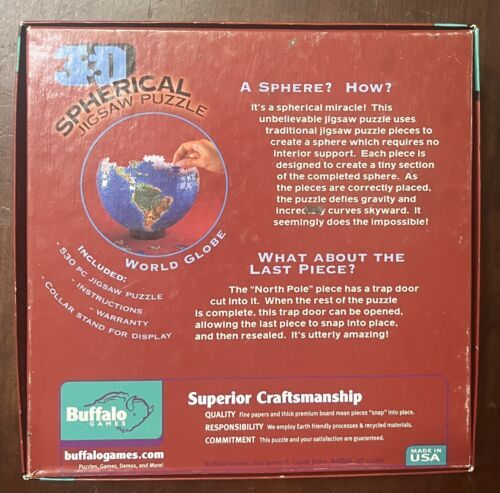 3-D
SPHERICAL
JIGSAW PUZZLE
WORLD GLOBE
INCLUDED:
- 530 PC JIGSAW PUZZLE
- INSTRUCTIONS
- WARRANTY
- COLLAR STAND FOR DISPLAY
A SPHERE? HOW?
It's a spherical miracle! This
unbelievable jigsaw puzzle uses
traditional jigsaw puzzle pieces to
create a sphere which requires no
interior support. Each piece is
designed to create a tiny section
of the completed sphere. As
the pieces are correctly placed,
the puzzle defies gravity and
incredibly curves skyward. It
seemingly does the impossible!
WHAT ABOUT THE
LAST PIECE?
The "North Pole" piece has a trap door
cut into it. When the rest of the puzzle
is complete, this trap door can be opened,
allowing the last piece to snap into place,
and then resealed. It's utterly amazing!
Buffalo
GAMES
buffalogames.com
Puzzles, Games, Demos, and More!
Superior Craftsmanship
QUALITY Fine papers and thick premium board mean pieces "snap" into place.
RESPONSIBILITY We employ Earth friendly processes & recycled materials.
COMMITMENT This puzzle and your satisfaction are guaranteed.
MADE IN
USA